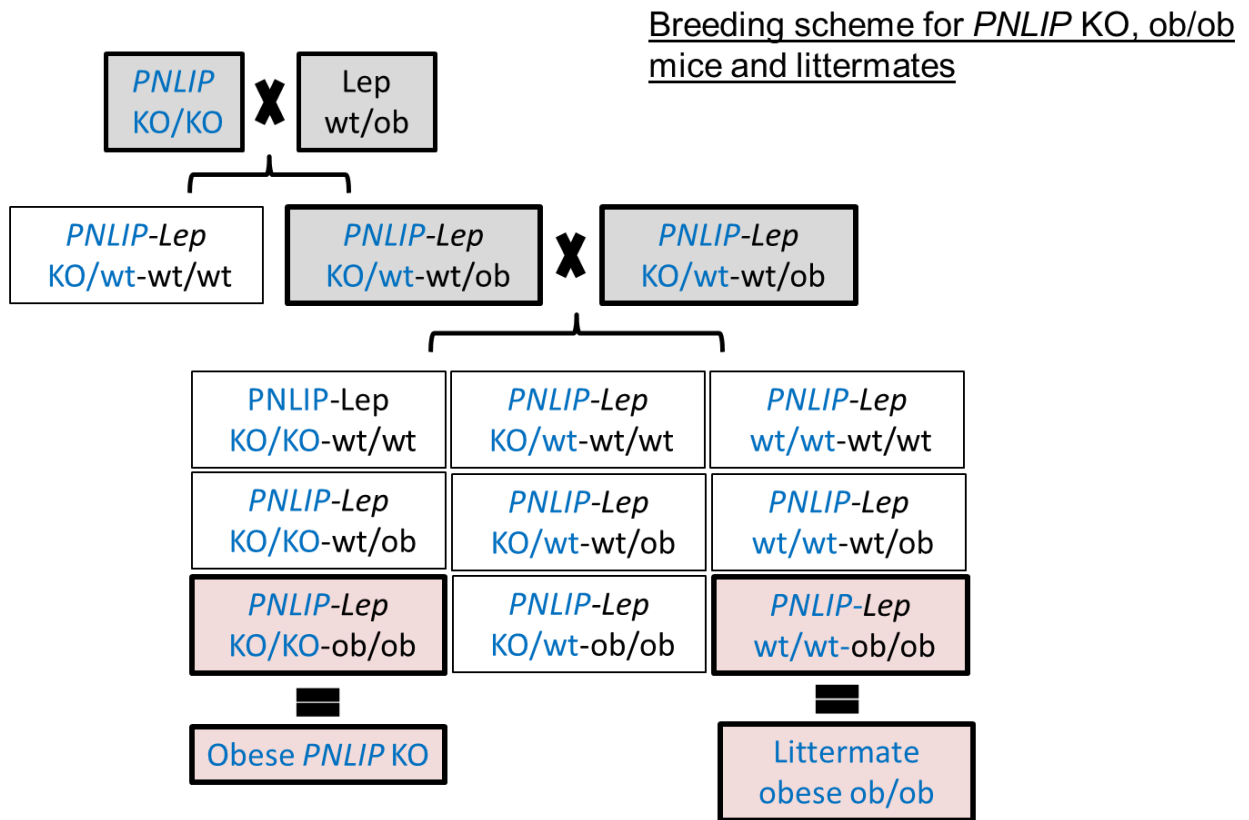 Breeding scheme for PNLIP KO, ob/ob
mice and littermates
PNLIP
KO/KO
Lep
wt/ob
PNLIP-Lep
KO/wt-wt/wt
PNLIP-Lep
KO/wt-wt/ob
PNLIP-Lep
KO/wt-wt/ob
PNLIP-Lep
KO/KO-wt/wt
PNLIP-Lep
KO/wt-wt/wt
PNLIP-Lep
wt/wt-wt/wt
PNLIP-Lep
KO/KO-wt/ob
PNLIP-Lep
KO/wt-wt/ob
PNLIP-Lep
wt/wt-wt/ob
PNLIP-Lep
KO/KO-ob/ob
PNLIP-Lep
KO/wt-ob/ob
PNLIP-Lep
wt/wt-ob/ob
Obese PNLIP KO
Littermate
obese ob/ob